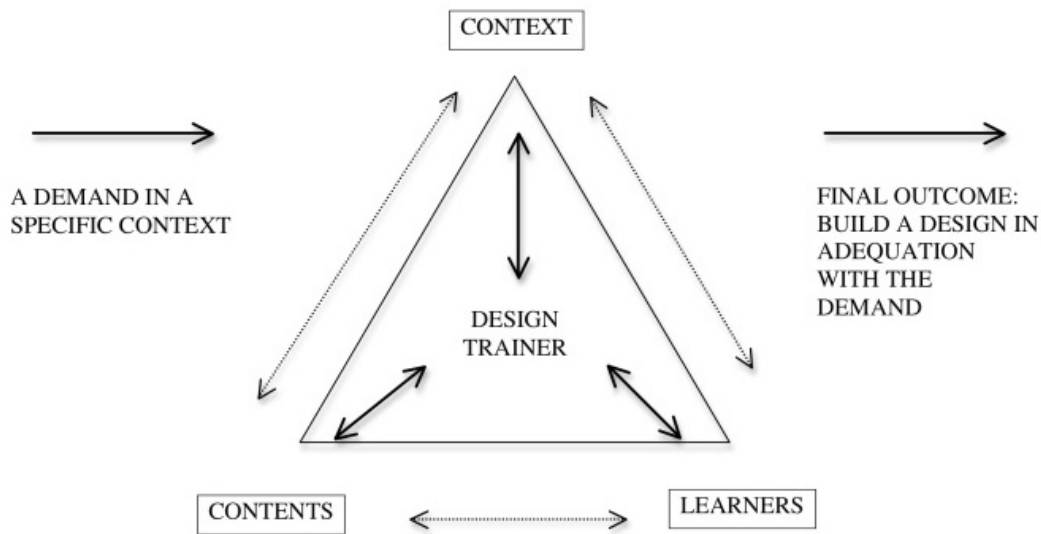 CONTEXT
A DEMAND IN A
SPECIFIC CONTEXT
FINAL OUTCOME:
BUILD A DESIGN IN
ADEQUATION
WITH THE
DEMAND
DESIGN
TRAINER
CONTENTS
LEARNERS